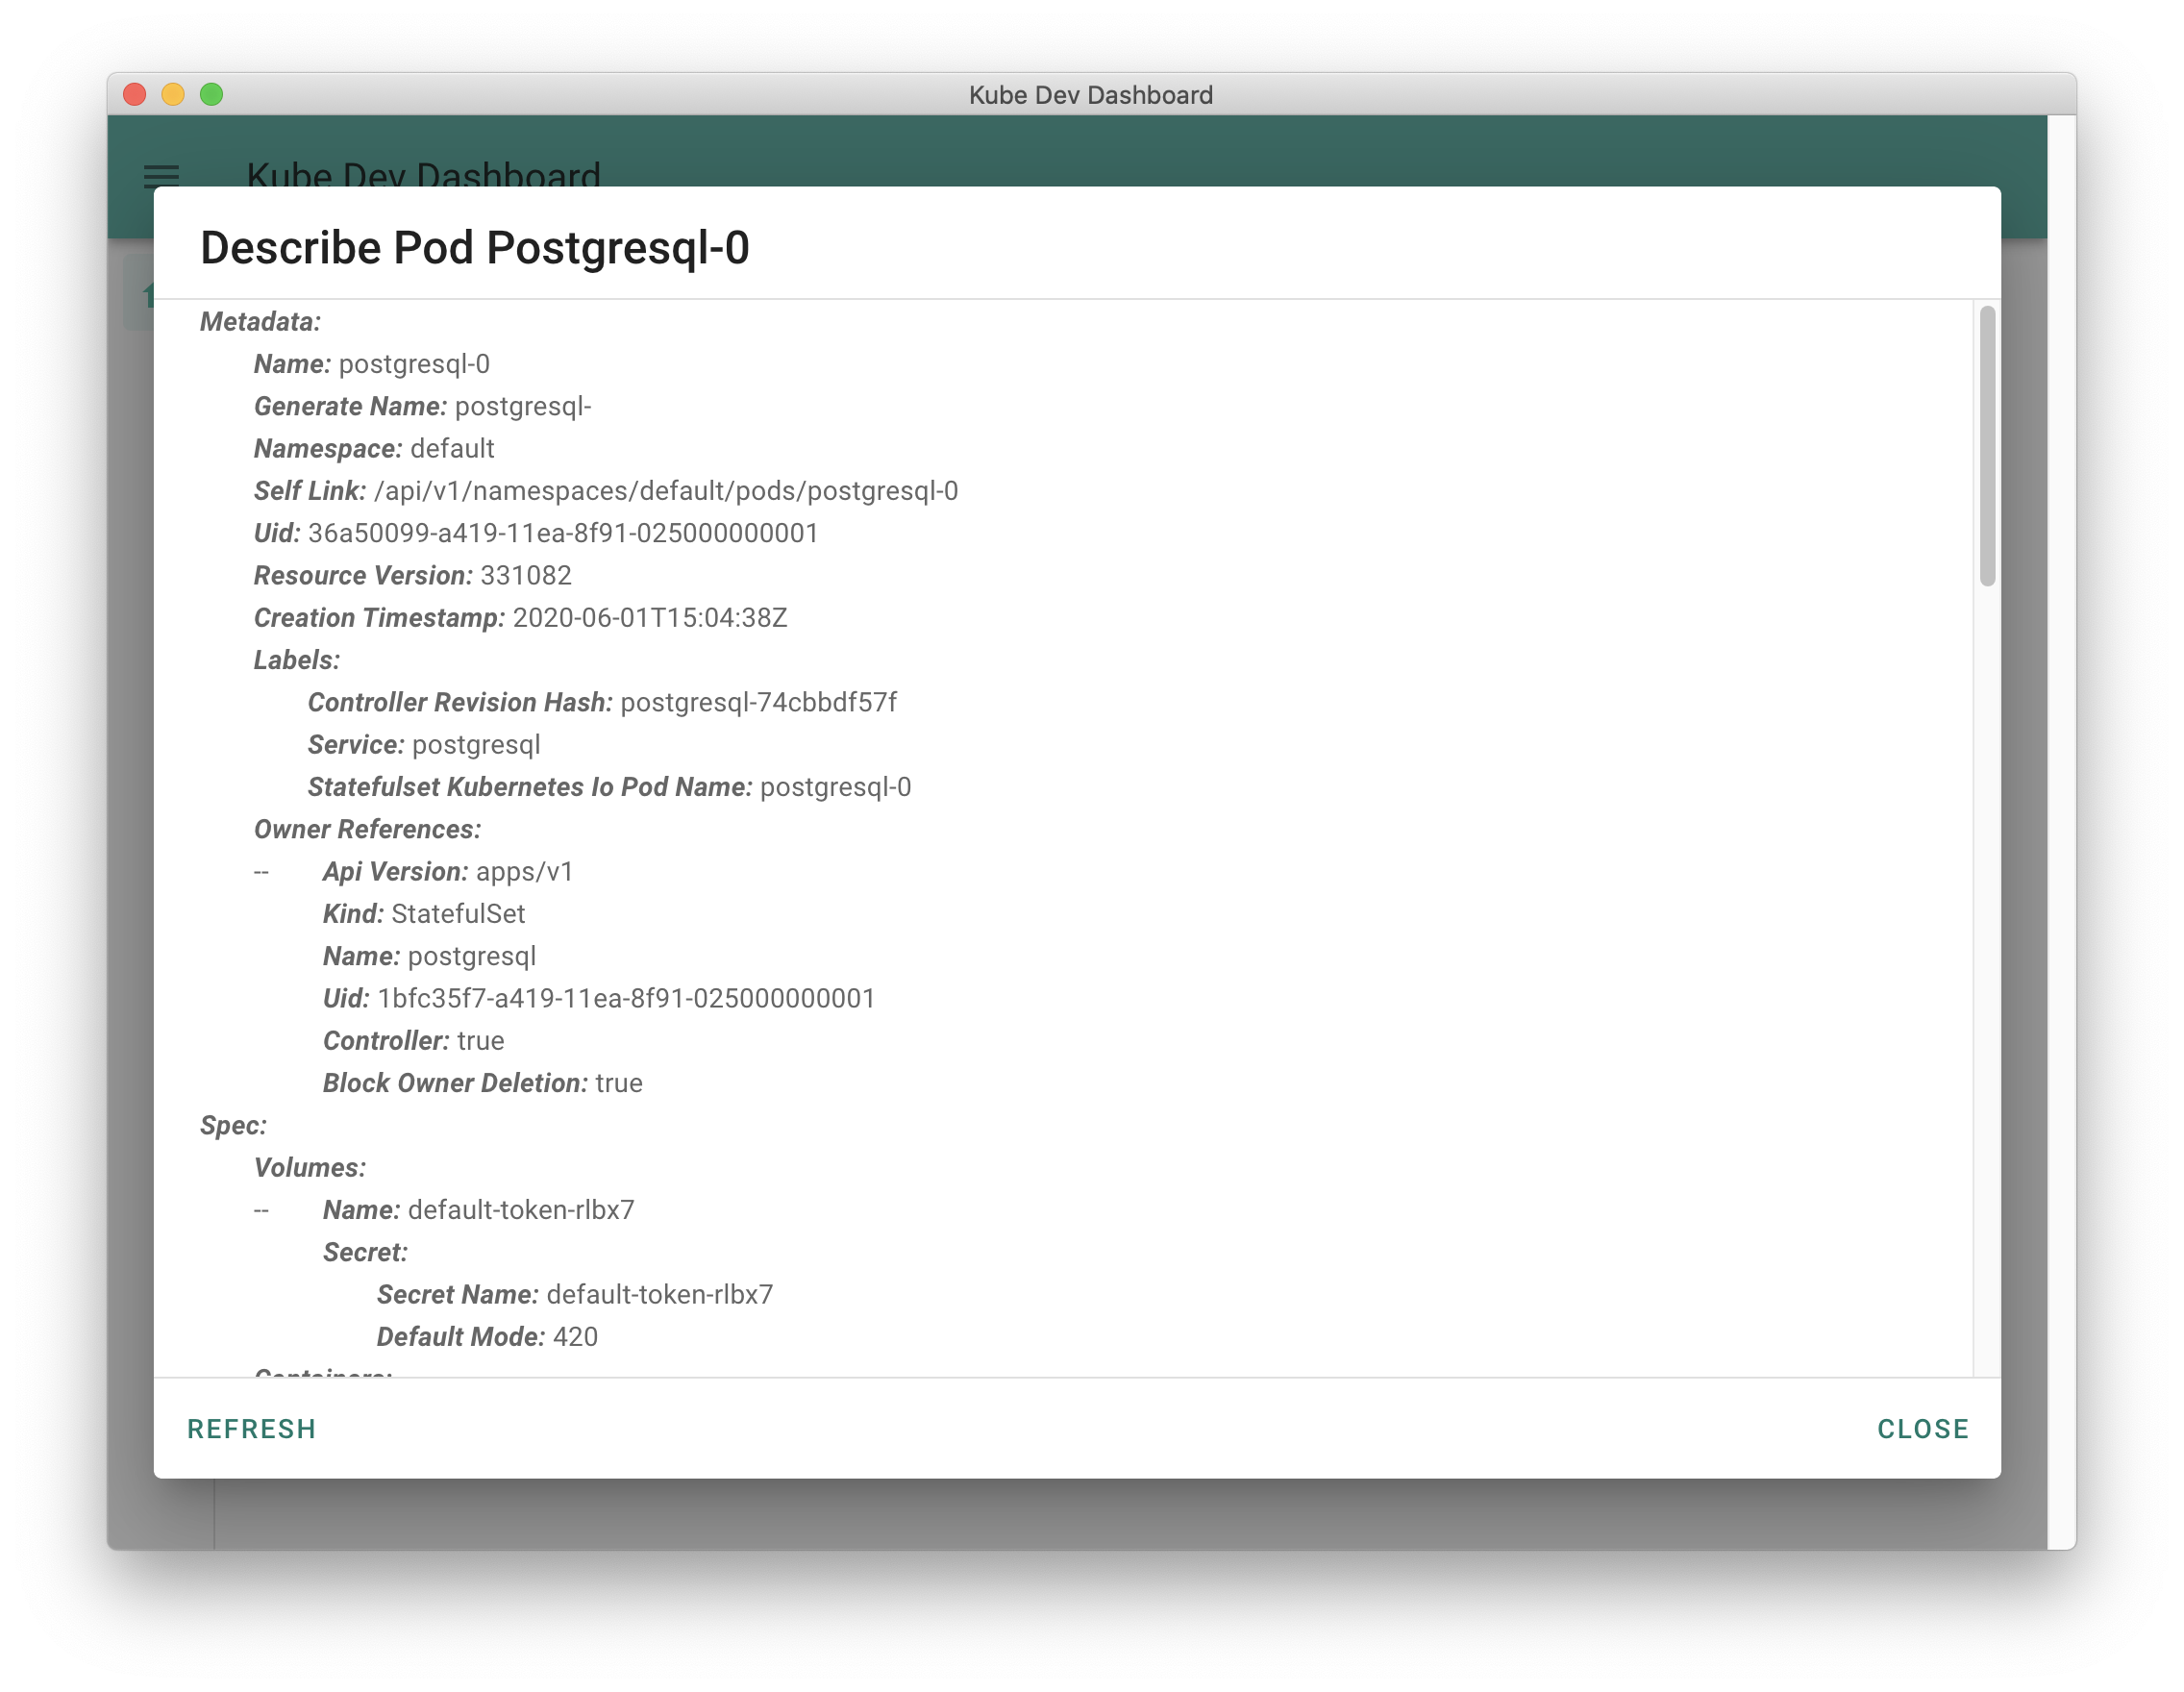 Kube Dev Dashboard
Kube Dev Dashboard
Describe Pod Postgresql-0
Metadata:
Name: postgresql-0
Generate Name: postgresql-
Namespace: default
Self Link: /api/v1/namespaces/default/pods/postgresql-0
Uid: 36a50099-a419-11ea-8f91-025000000001
Resource Version: 331082
Creation Timestamp: 2020-06-01T15:04:38Z
Labels:
Controller Revision Hash: postgresql-74cbbdf57f
Service: postgresql
Statefulset Kubernetes Io Pod Name: postgresql-0
Owner References:
-- Api Version: apps/v1
Kind: StatefulSet
Name: postgresql
Uid: 1bfc35f7-a419-11ea-8f91-025000000001
Controller: true
Block Owner Deletion: true
Spec:
Volumes:
-- Name: default-token-rlbx7
Secret:
Secret Name: default-token-rlbx7
Default Mode: 420
Containers:
REFRESH
CLOSE